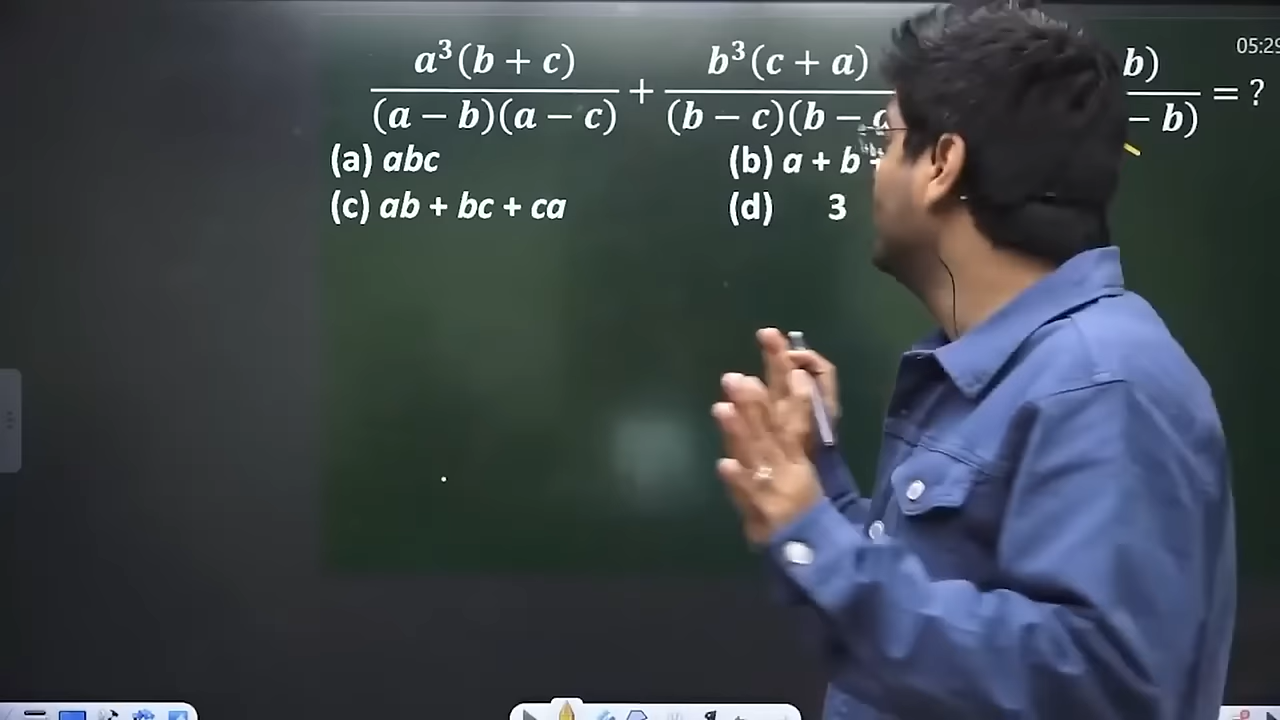 05:29
a³(b + c) / (a − b)(a − c) + b³(c + a) / (b − c)(b − b) / − b) = ?
(a) abc (b) a + b +
(c) ab + bc + ca (d) 3